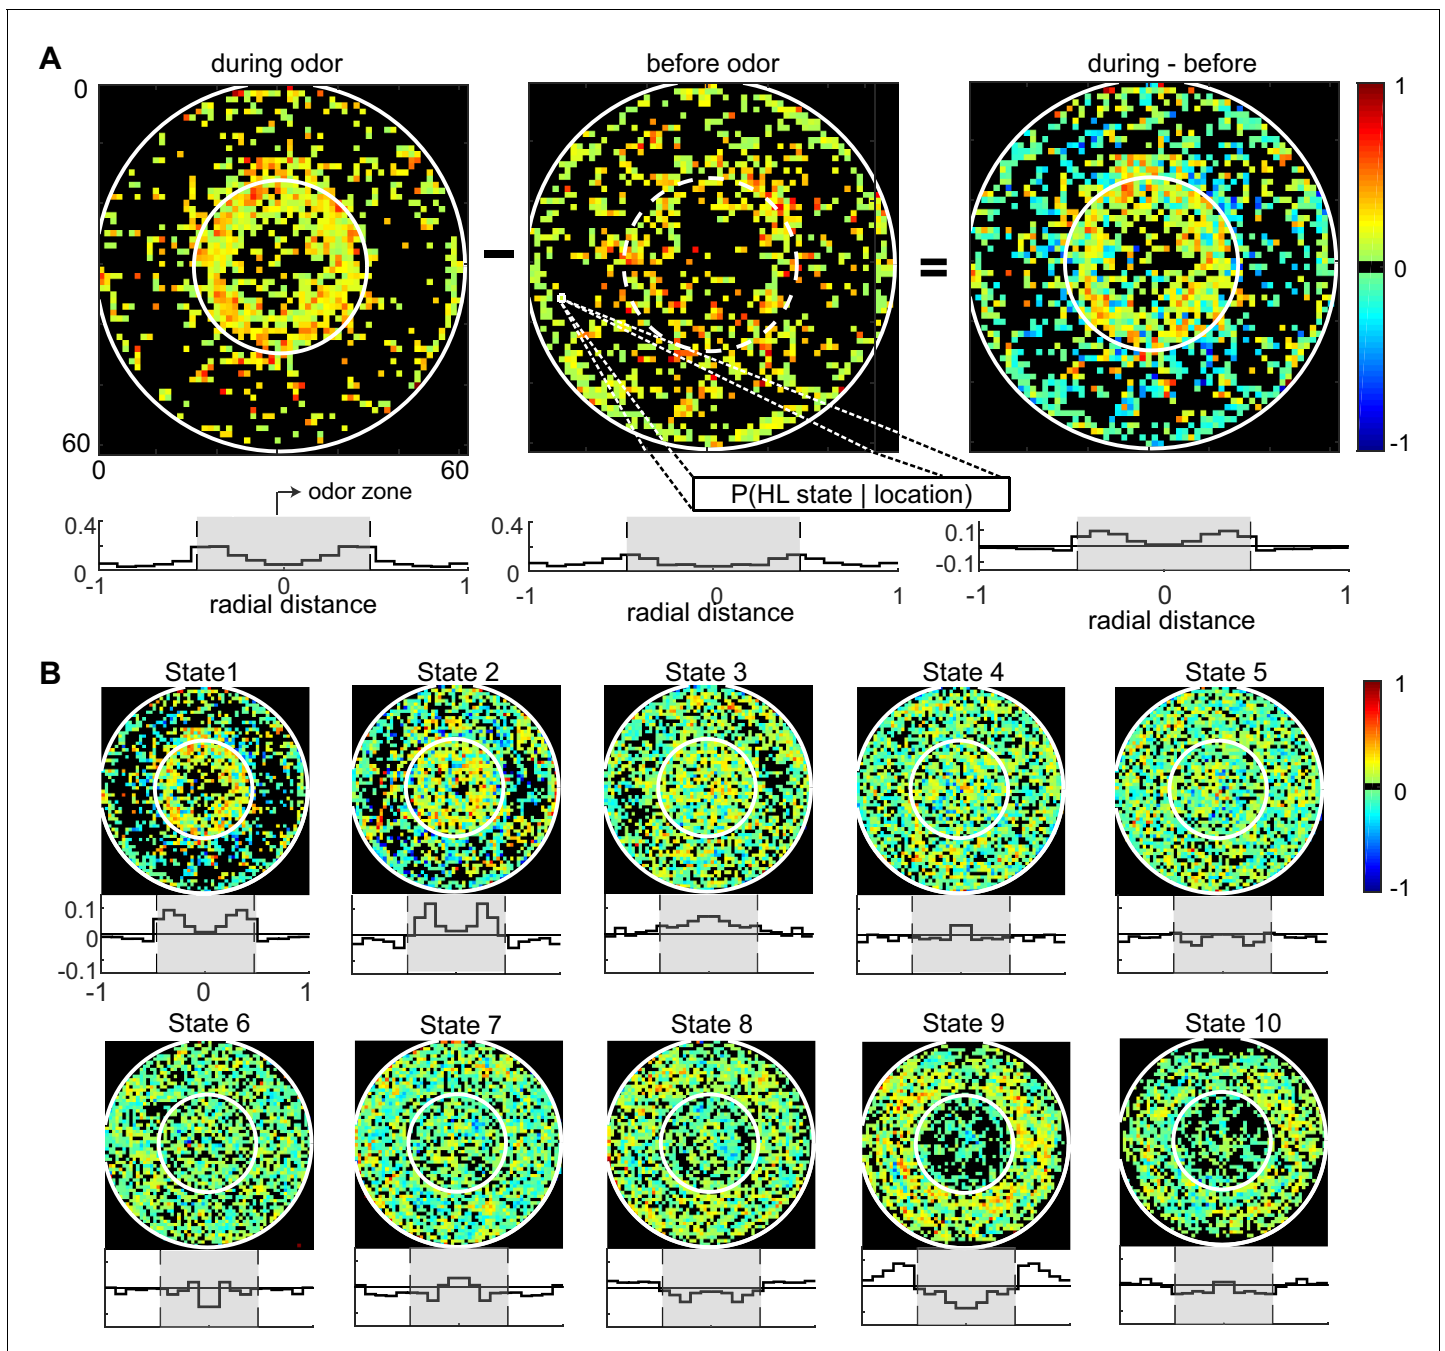 A
during odor
before odor
during - before
0
60
0
60
1
0
-1
P(HL state | location)
odor zone
0.4
0
-1
0
1
radial distance
0.4
0
-1
0
1
radial distance
0.1
-0.1
-1
0
1
radial distance
B
State1
State 2
State 3
State 4
State 5
1
0
-1
0.1
0
-0.1
-1
0
1
State 6
State 7
State 8
State 9
State 10